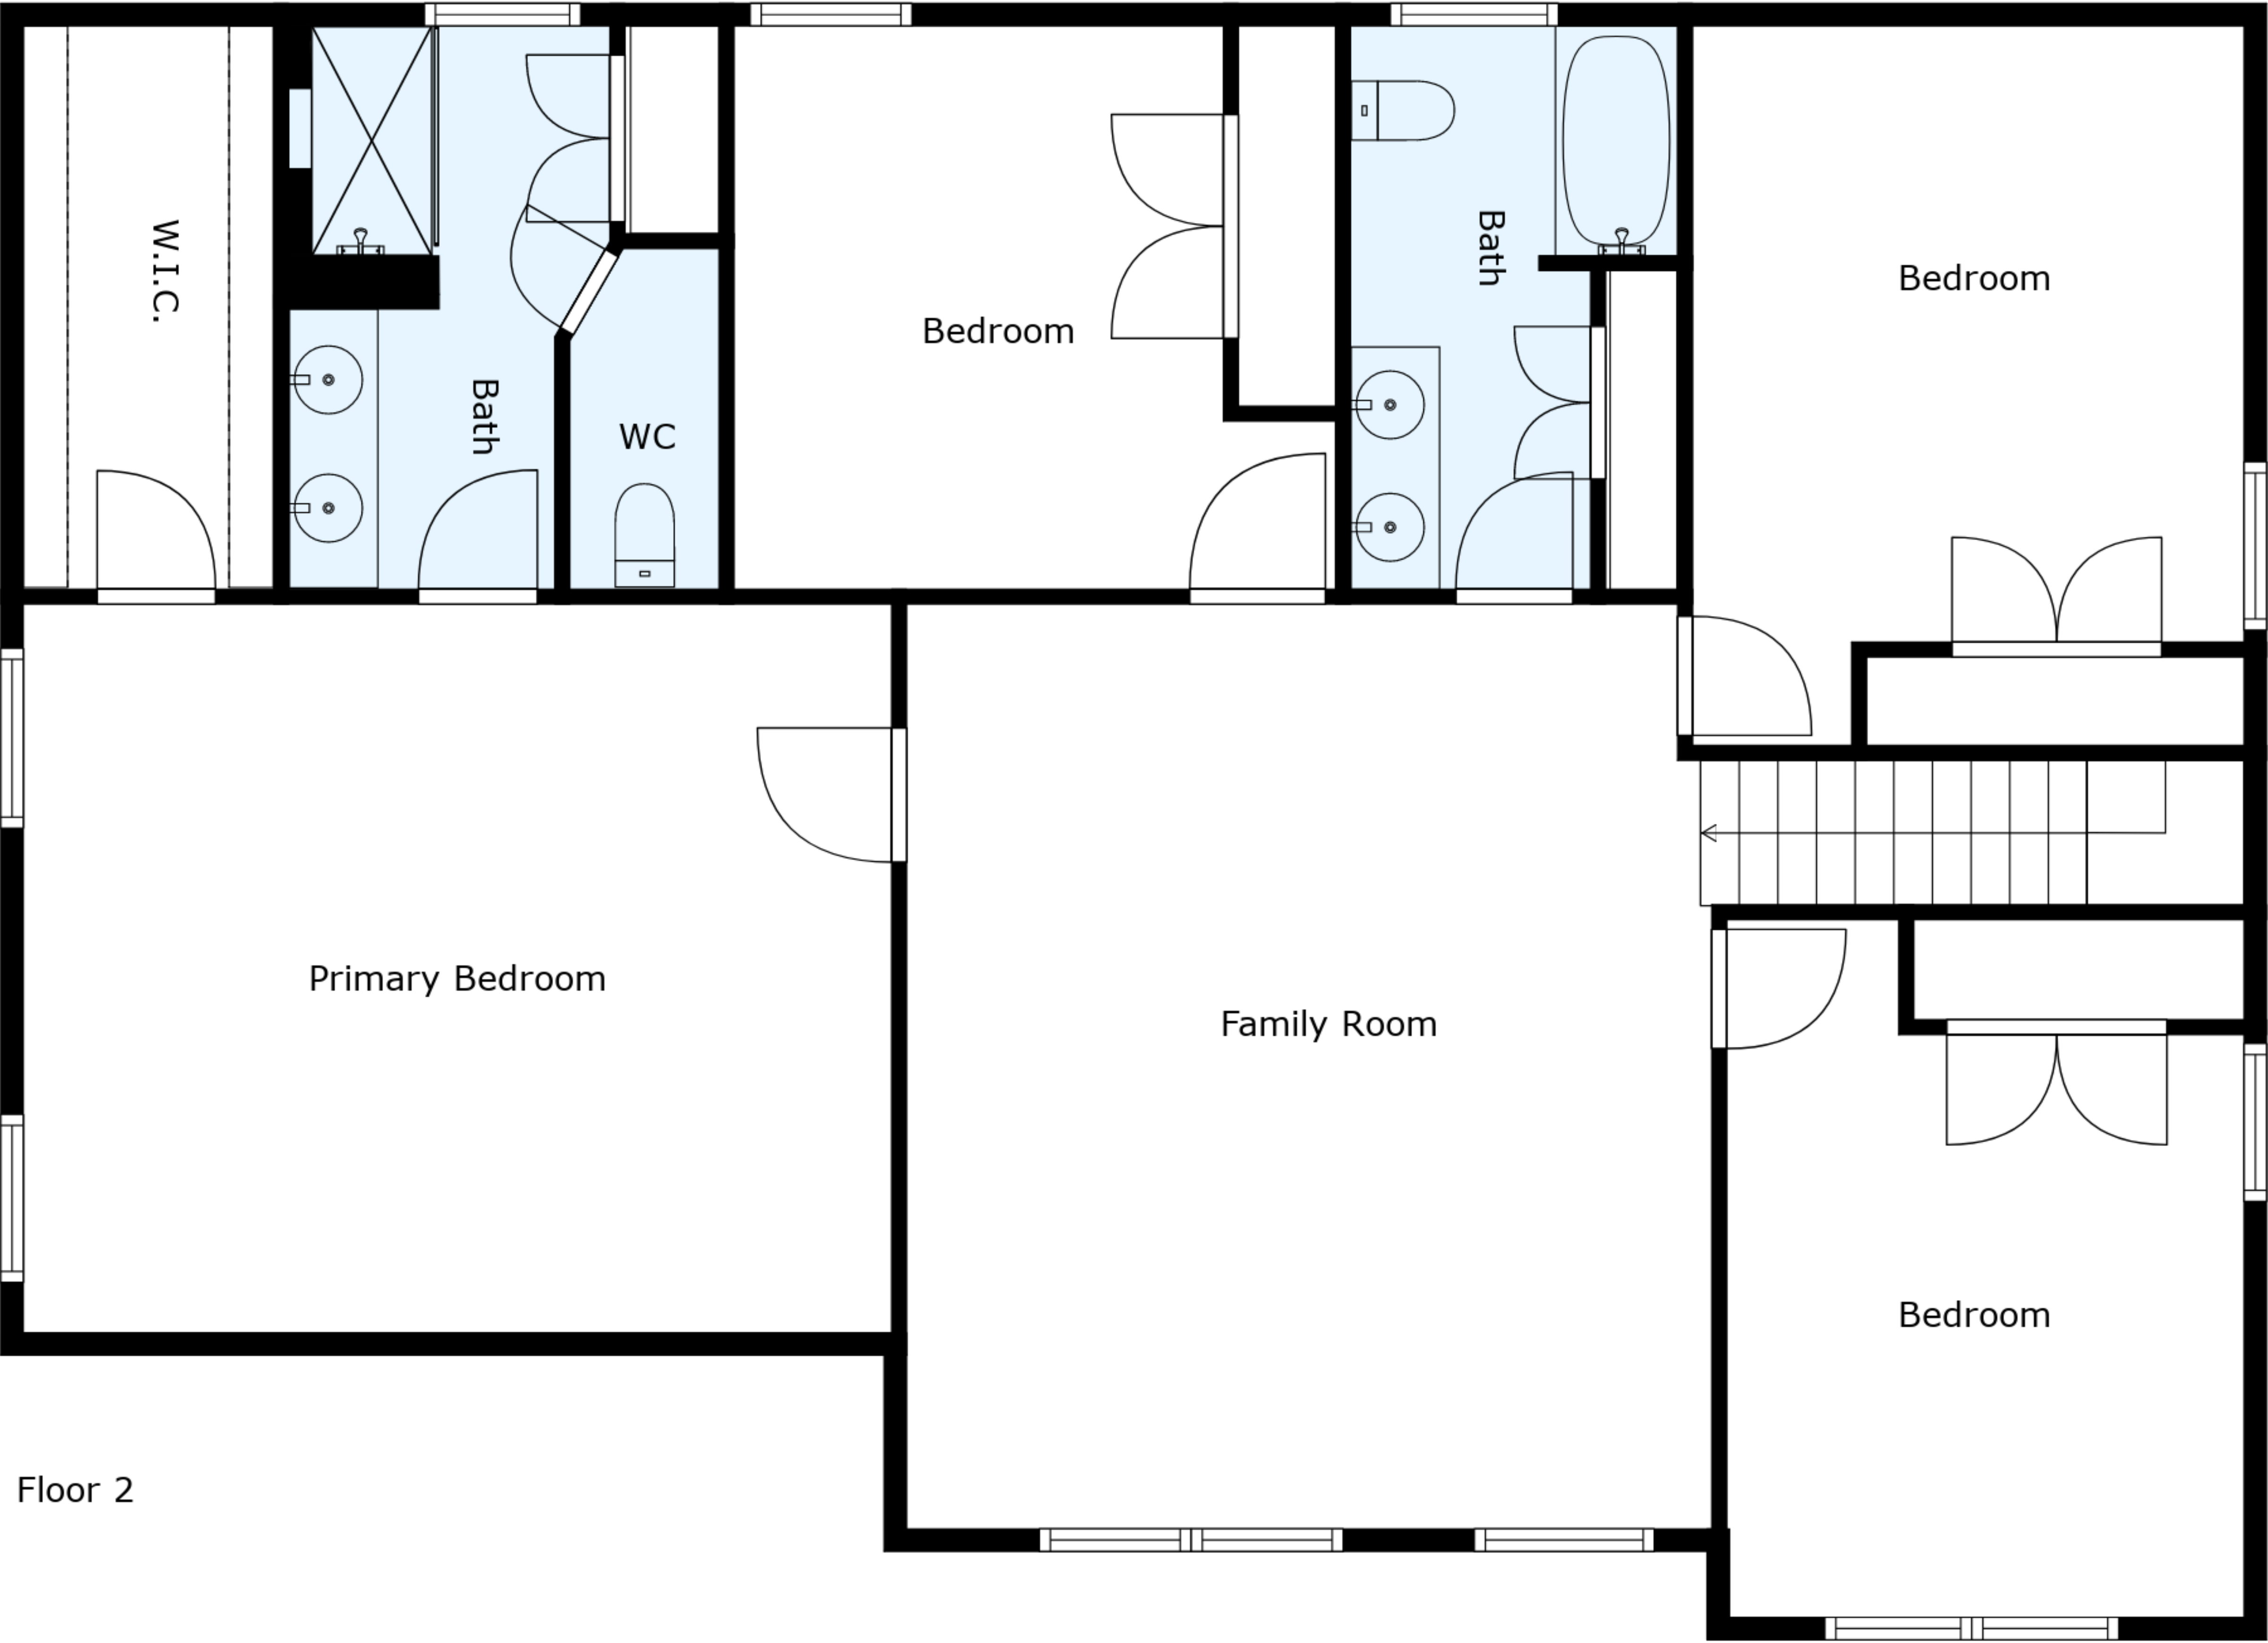 W.I.C.
Bath
WC
Bedroom
Bath
Bedroom
Primary Bedroom
Family Room
Bedroom
Floor 2